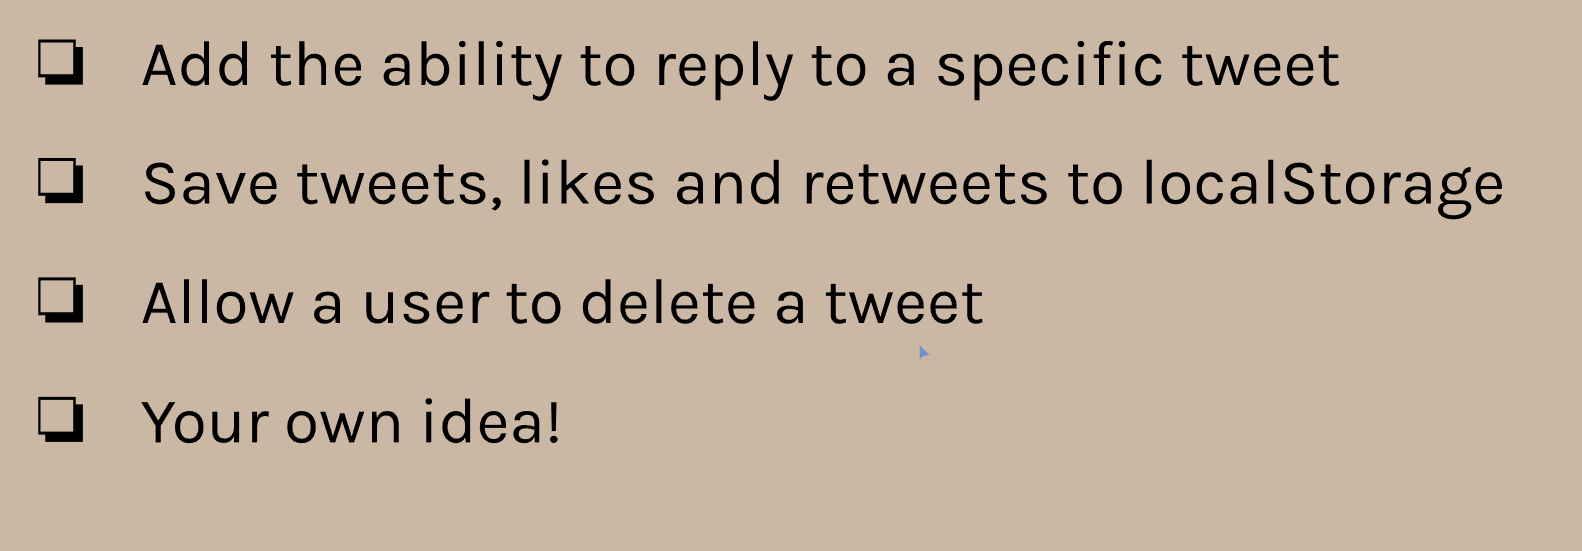 ❏ Add the ability to reply to a specific tweet
❏ Save tweets, likes and retweets to localStorage
❏ Allow a user to delete a tweet
❏ Your own idea!